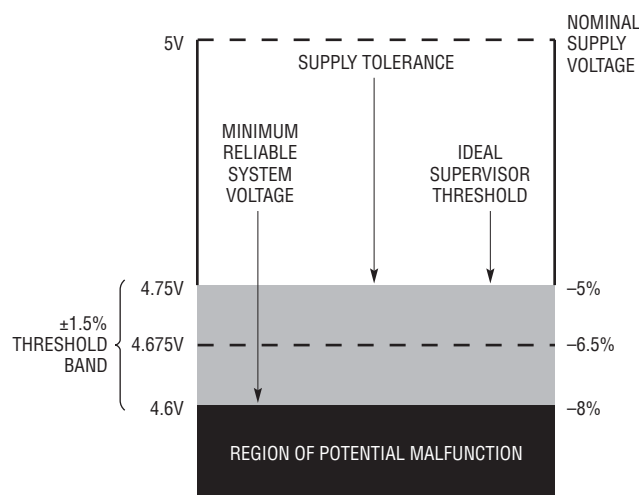 NOMINAL
SUPPLY
VOLTAGE
5V
SUPPLY TOLERANCE
MINIMUM
RELIABLE
SYSTEM
VOLTAGE
IDEAL
SUPERVISOR
THRESHOLD
4.75V
–5%
±1.5%
THRESHOLD
BAND
4.675V
–6.5%
4.6V
–8%
REGION OF POTENTIAL MALFUNCTION